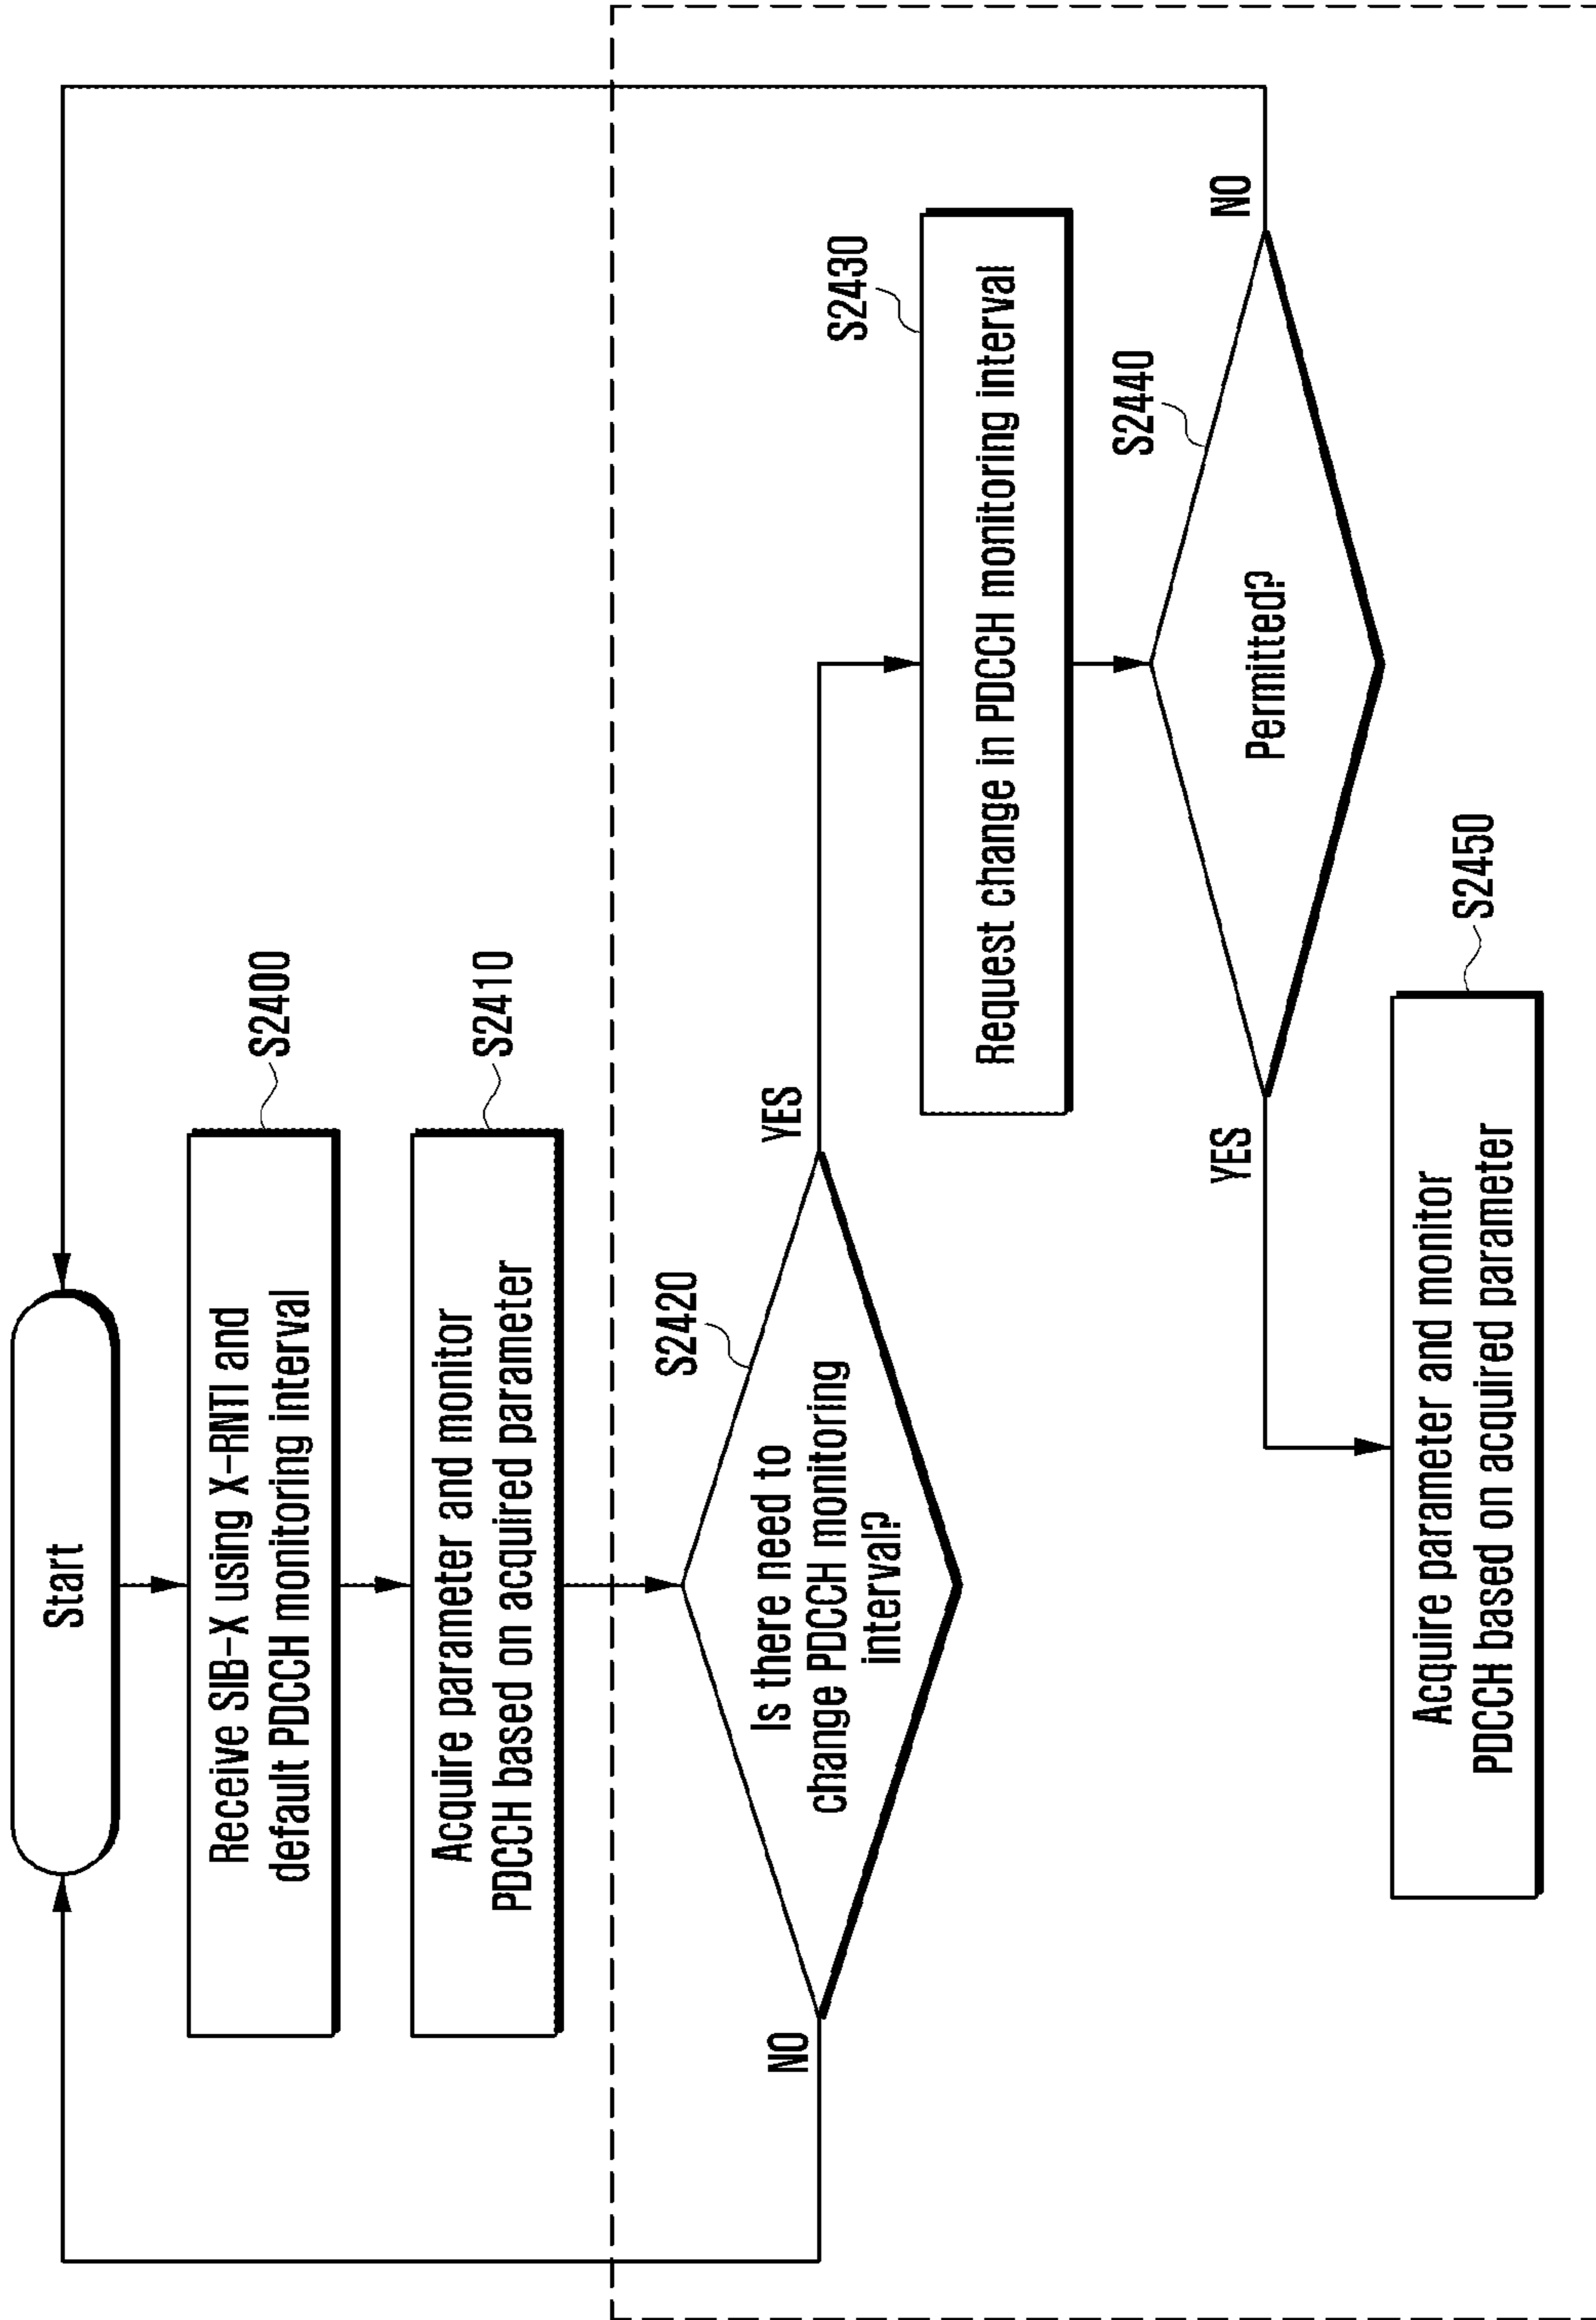 Start
Receive SIB-X using X-RNTI and
default PDCCH monitoring interval
S2400
Acquire parameter and monitor
PDCCH based on acquired parameter
S2410
S2420
Is there need to
change PDCCH monitoring
interval?
NO
YES
S2430
Request change in PDCCH monitoring interval
S2440
Permitted?
YES
NO
S2450
Acquire parameter and monitor
PDCCH based on acquired parameter